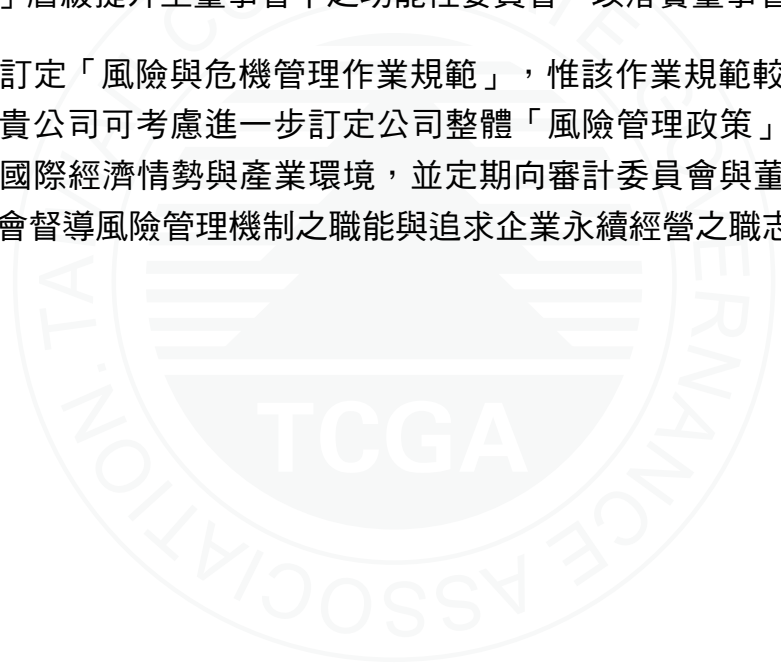 訂定「風險與危機管理作業規範」，惟該作業規範較
貴公司可考慮進一步訂定公司整體「風險管理政策」
國際經濟情勢與產業環境，並定期向審計委員會與董
會督導風險管理機制之職能與追求企業永續經營之職志
TCGA